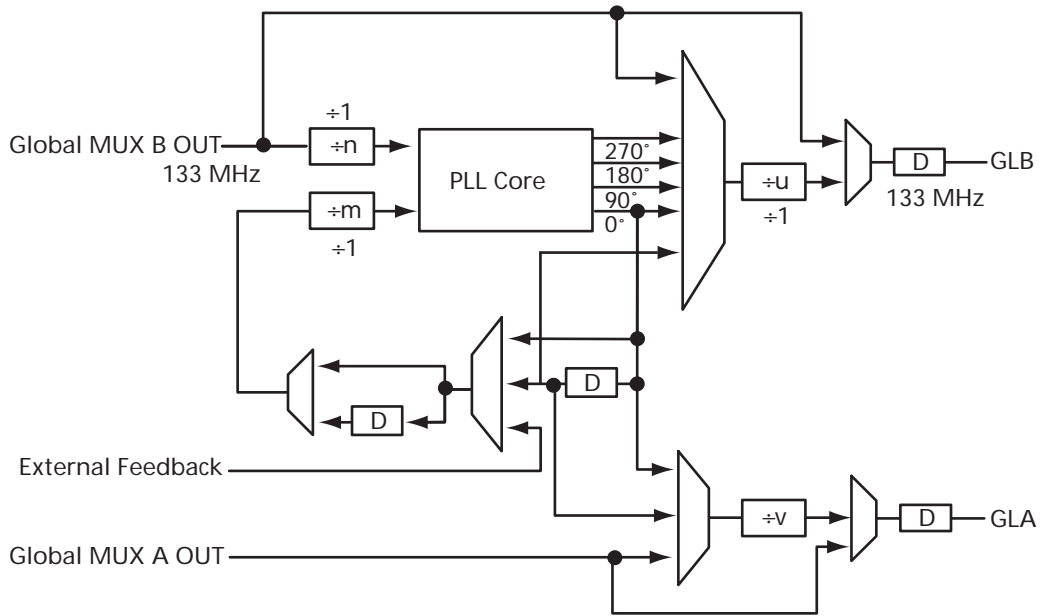 ÷1
Global MUX B OUT
÷n
133 MHz
÷m
÷1
PLL Core
270°
180°
90°
0°
÷u
÷1
D
GLB
133 MHz
D
D
External Feedback
÷v
D
GLA
Global MUX A OUT